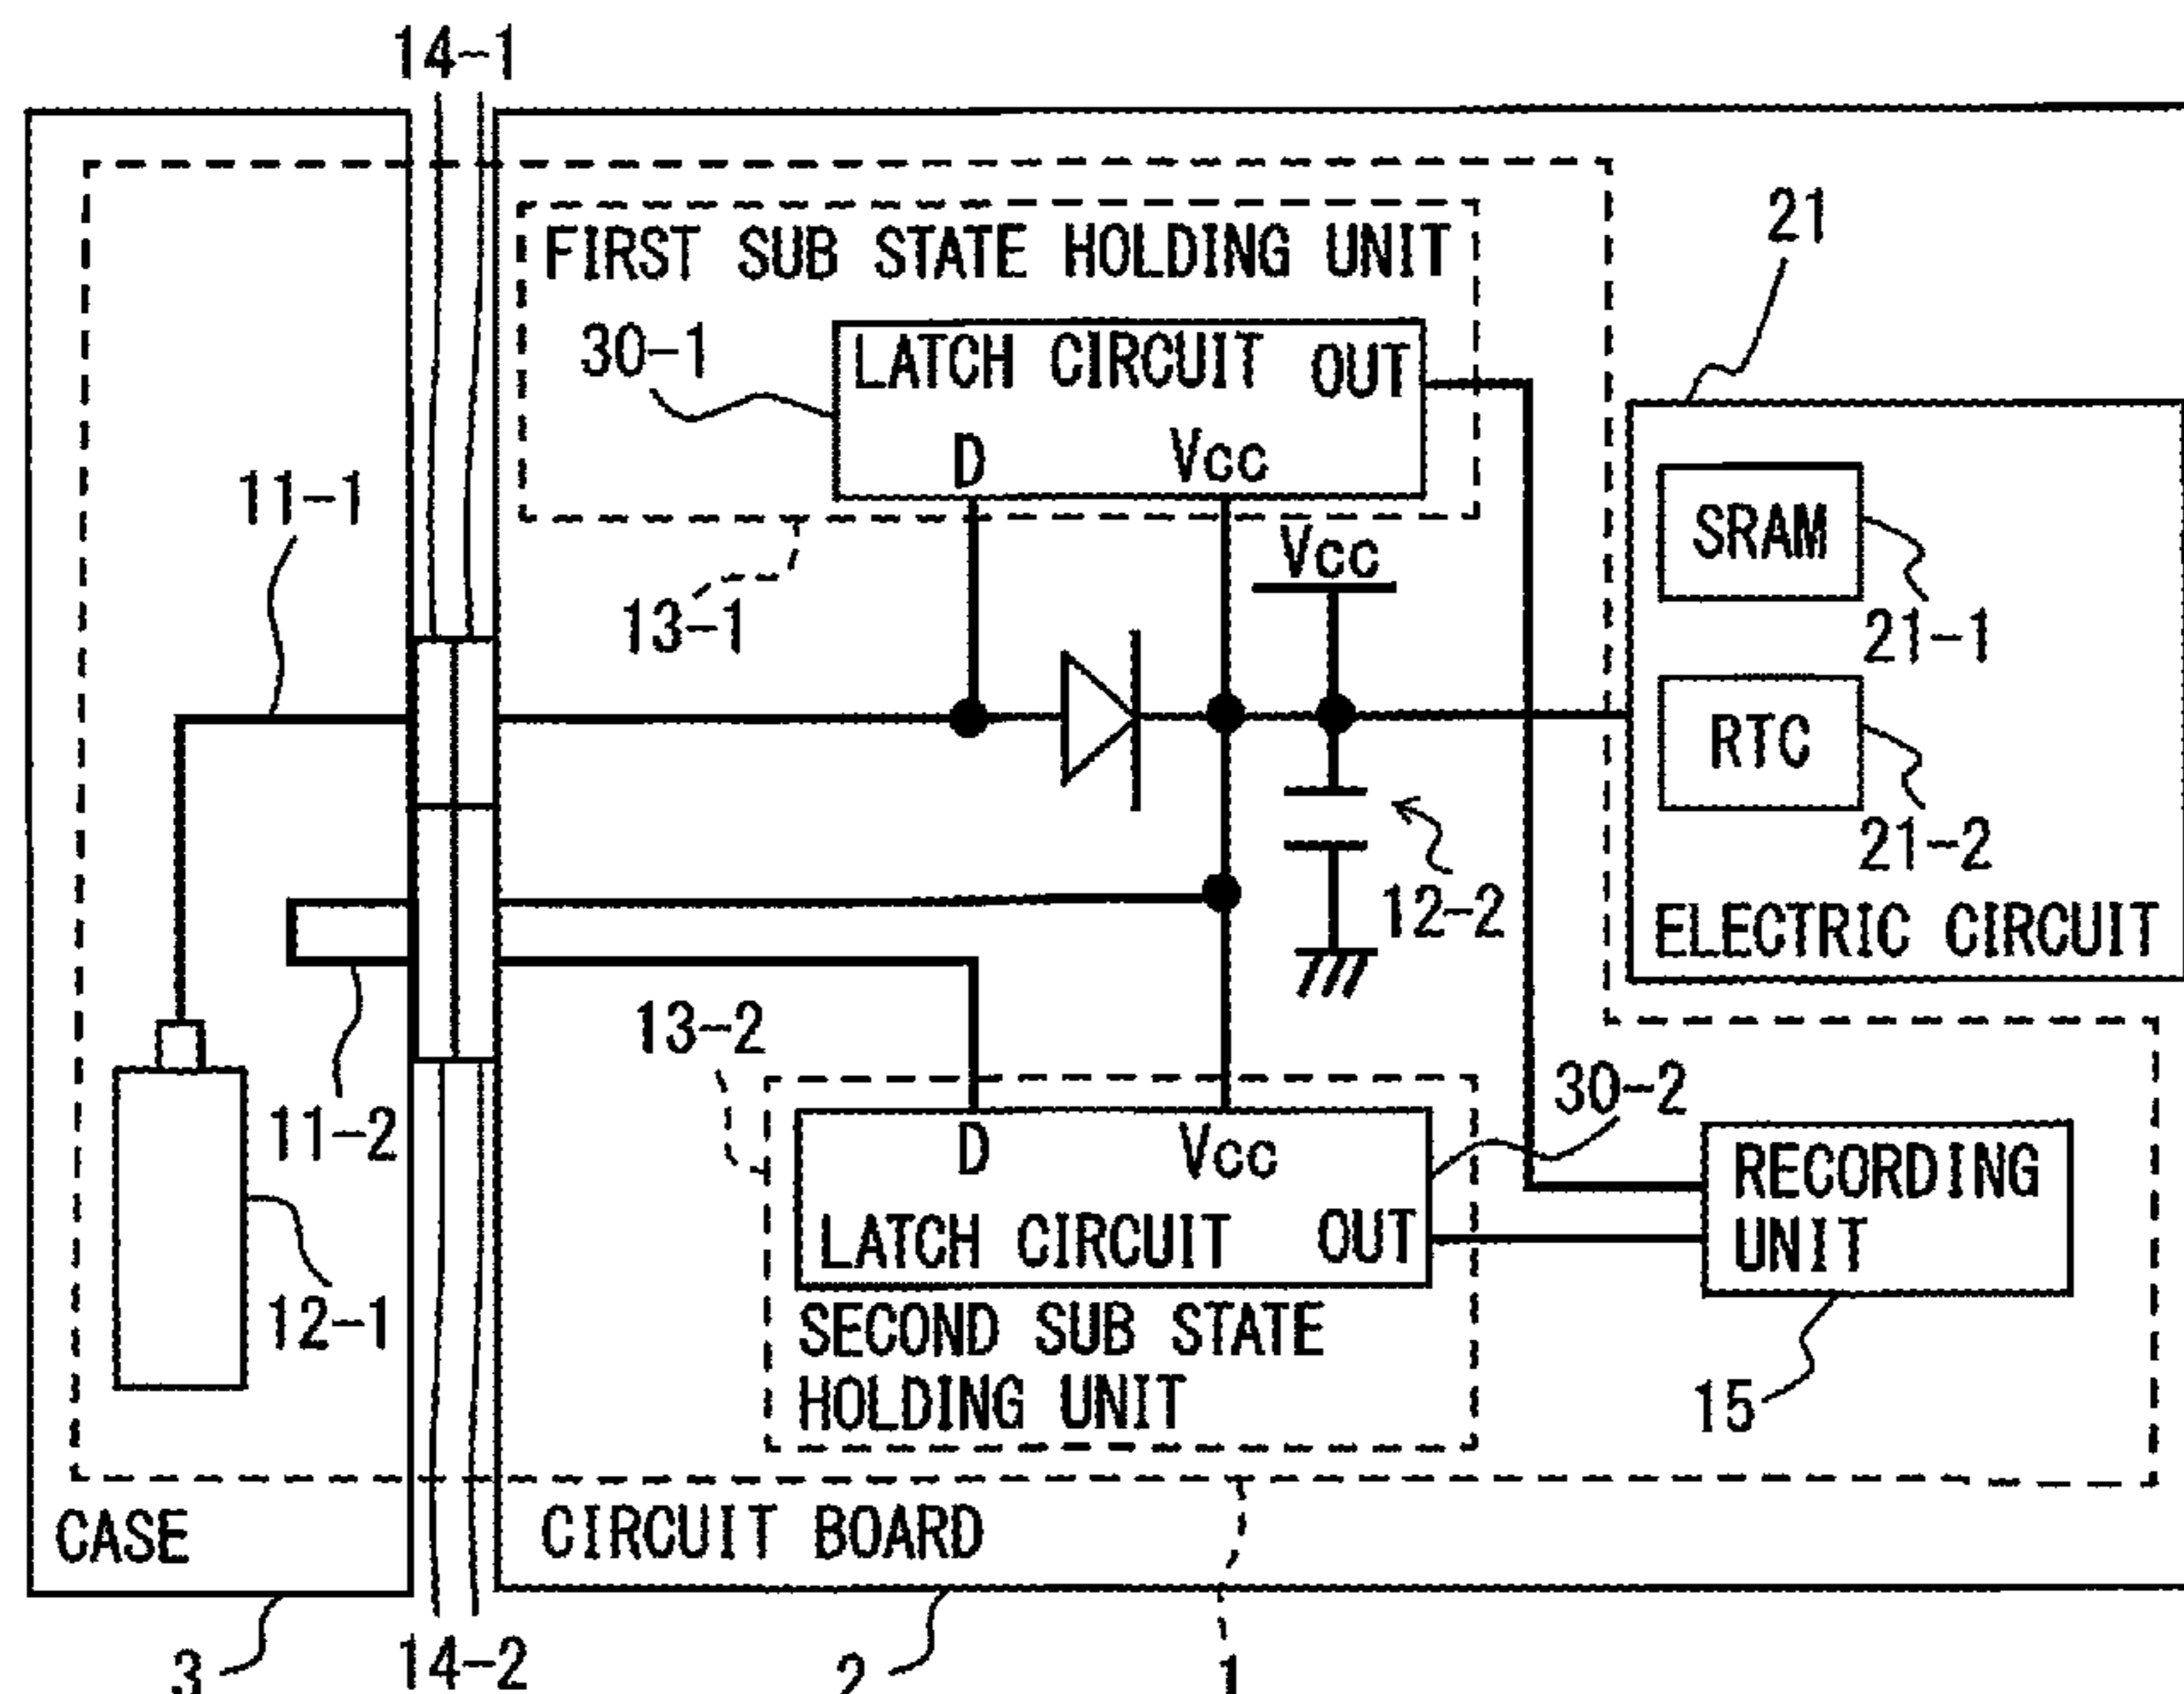 14-1
21
FIRST SUB STATE HOLDING UNIT
30-1
LATCH CIRCUIT OUT
D Vcc
11-1
SRAM
Vcc
13-1
21-1
RTC
21-2
12-2
ELECTRIC CIRCUIT
13-2
30-2
11-2
D Vcc
RECORDING
UNIT
LATCH CIRCUIT OUT
12-1
SECOND SUB STATE
HOLDING UNIT
15
CASE
CIRCUIT BOARD
3
14-2
2
1